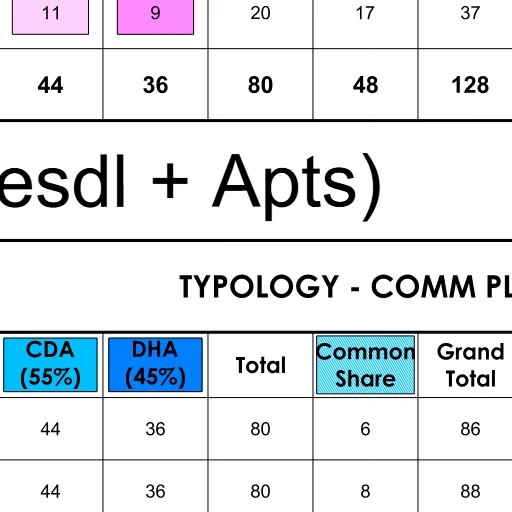 11 9 20 17 37
44 36 80 48 128
esdl + Apts)
TYPOLOGY - COMM PL
CDA (55%) DHA (45%) Total Common Share Grand Total
44 36 80 6 86
44 36 80 8 88